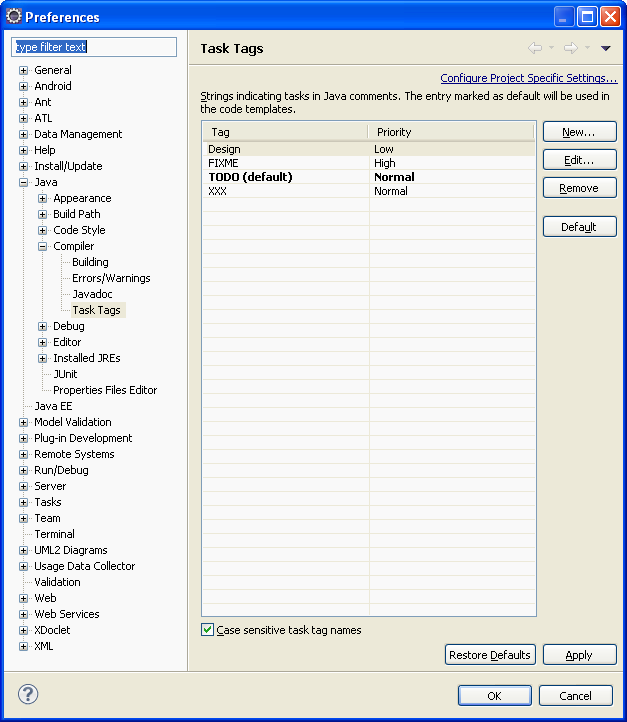 Preferences
type filter text
General
Android
Ant
ATL
Data Management
Help
Install/Update
Java
Appearance
Build Path
Code Style
Compiler
Building
Errors/Warnings
Javadoc
Task Tags
Debug
Editor
Installed JREs
JUnit
Properties Files Editor
Java EE
Model Validation
Plug-in Development
Remote Systems
Run/Debug
Server
Tasks
Team
Terminal
UML2 Diagrams
Usage Data Collector
Validation
Web
Web Services
XDoclet
XML
Task Tags
Configure Project Specific Settings...
Strings indicating tasks in Java comments. The entry marked as default will be used in
the code templates.
Tag Priority
Design Low
FIXME High
TODO (default) Normal
XXX Normal
New...
Edit...
Remove
Default
Case sensitive task tag names
Restore Defaults Apply
? OK Cancel